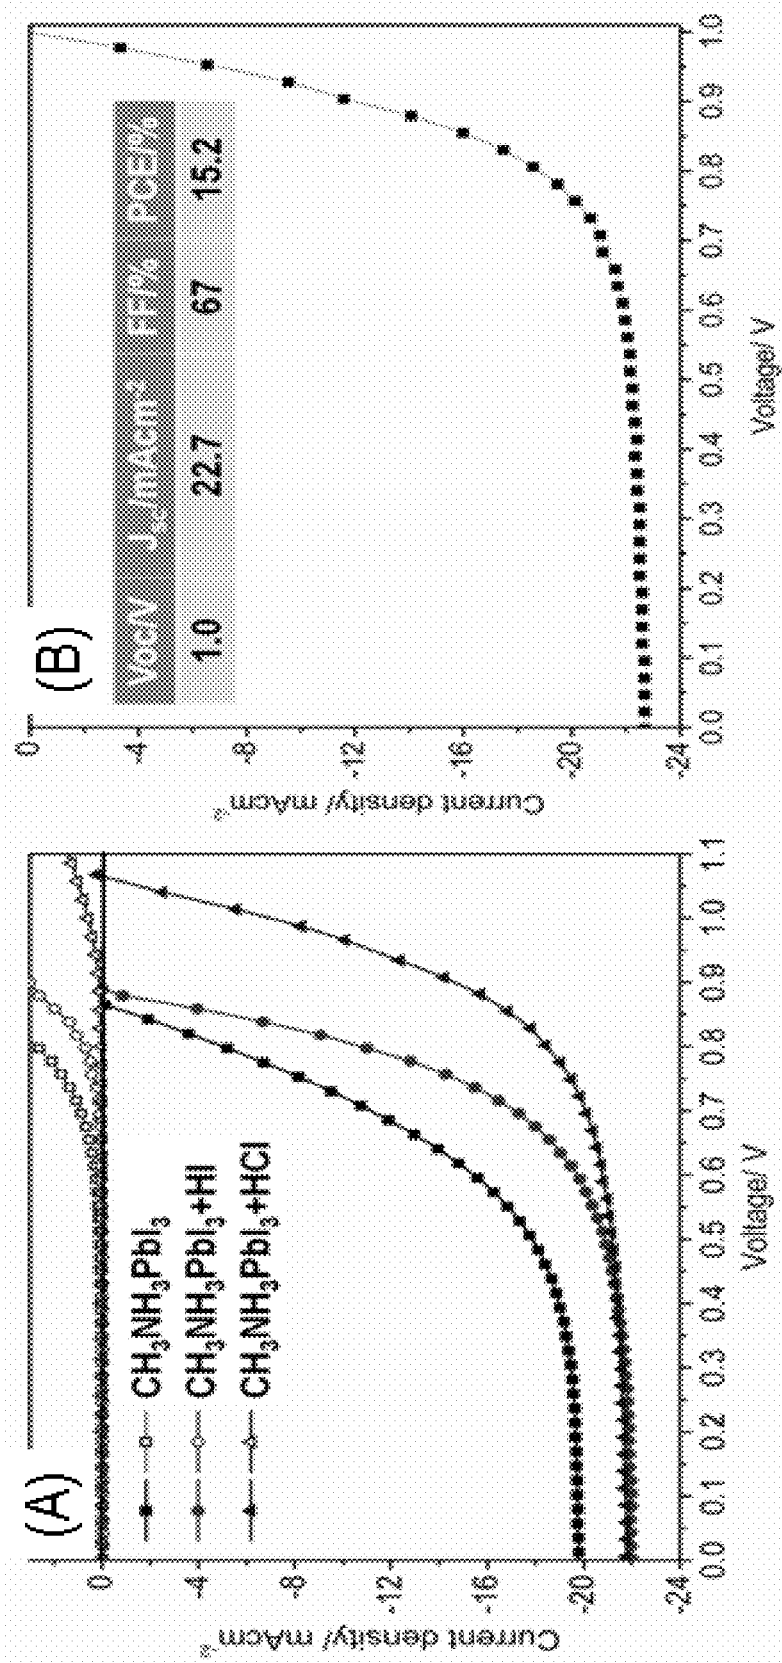 (A)
CH3NH3PbI3
CH3NH3PbI3+HI
CH3NH3PbI3+HCl
0
-4
-8
-12
-16
-20
-24
Current density/ mAcm-2
0.0 0.1 0.2 0.3 0.4 0.5 0.6 0.7 0.8 0.9 1.0 1.1
Voltage/ V
(B)
Voc/V Jsc/mAcm-2 FF/% PCE/%
1.0 22.7 67 15.2
0
-4
-8
-12
-16
-20
-24
Current density/ mAcm-2
0.0 0.1 0.2 0.3 0.4 0.5 0.6 0.7 0.8 0.9 1.0
Voltage/ V